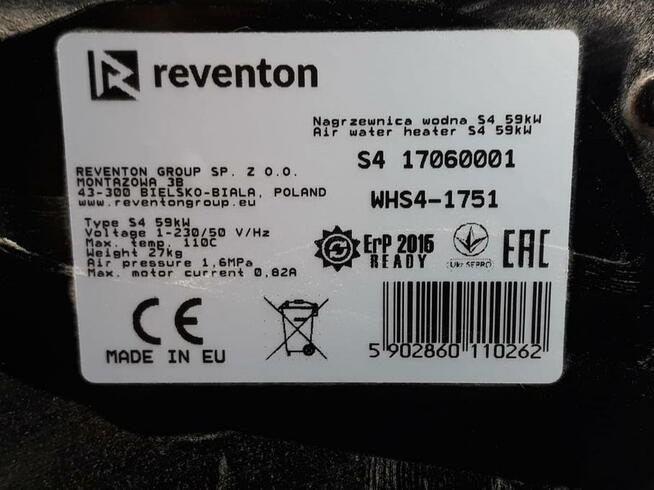 reventon
Nagrzewnica wodna S4 59kW
Air water heater S4 59kW
S4 17060001
WHS4-1751
REVENTON GROUP SP. Z O.O.
MONTAZOWA 3B
43-300 BIELSKO-BIALA, POLAND
www.reventongroup.eu
Type S4 59kW
Voltage 1-230/50 V/Hz
Max. temp. 110C
Weight 27kg
Air pressure 1,6MPa
Max. motor current 0,82A
ErP 2015
READY
Ukr SEPRO
EAC
CE
MADE IN EU
5 902860 110262